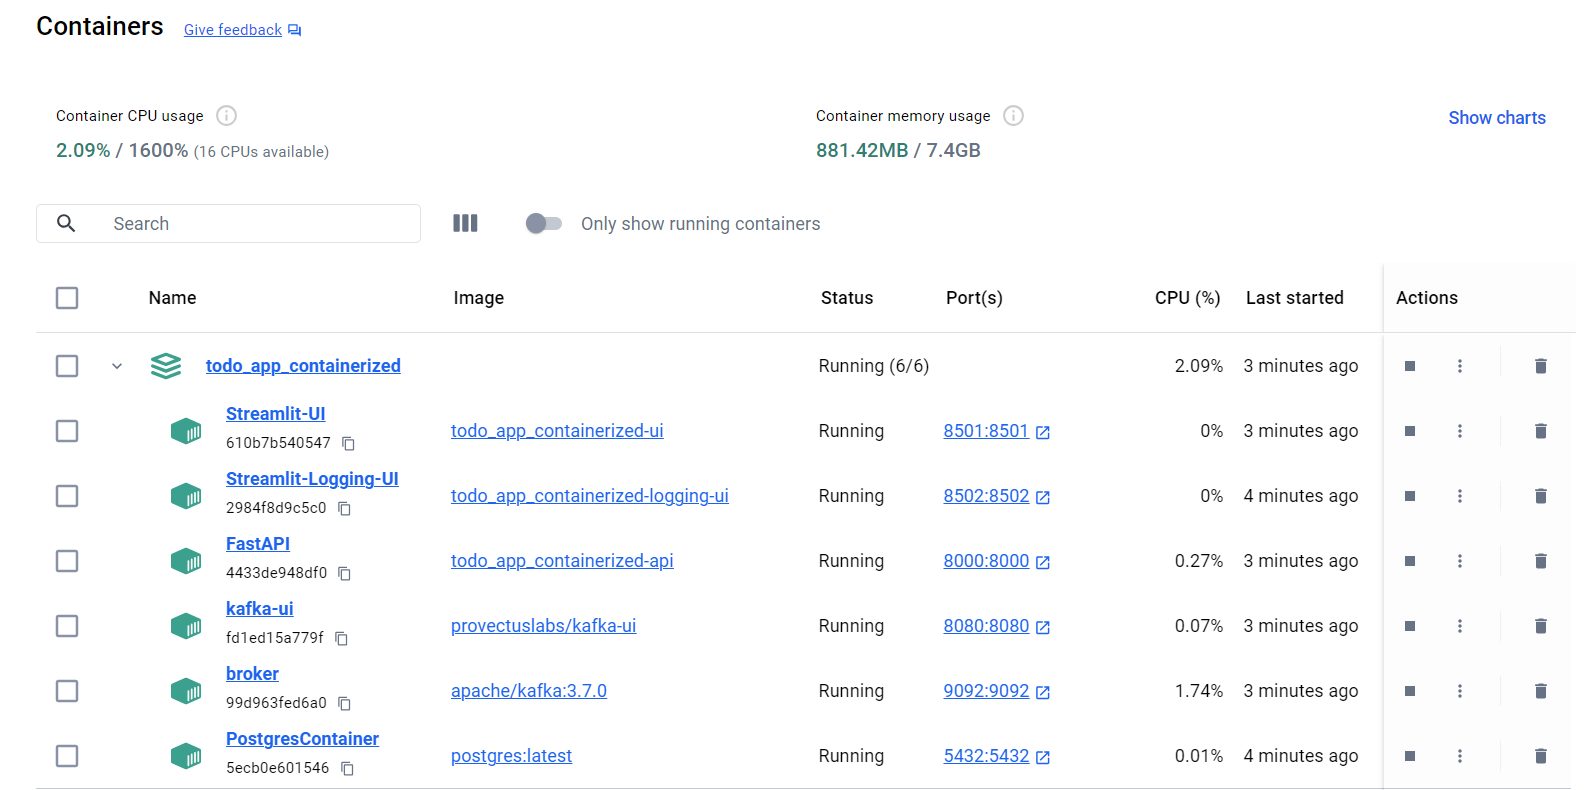 Containers Give feedback
Container CPU usage
2.09% / 1600% (16 CPUs available)
Container memory usage
881.42MB / 7.4GB
Show charts
Search
Only show running containers
Name Image Status Port(s) CPU (%) Last started Actions
todo_app_containerized Running (6/6) 2.09% 3 minutes ago
Streamlit-UI
610b7b540547
todo_app_containerized-ui Running 8501:8501 0% 3 minutes ago
Streamlit-Logging-UI
2984f8d9c5c0
todo_app_containerized-logging-ui Running 8502:8502 0% 4 minutes ago
FastAPI
4433de948df0
todo_app_containerized-api Running 8000:8000 0.27% 3 minutes ago
kafka-ui
fd1ed15a779f
provectuslabs/kafka-ui Running 8080:8080 0.07% 3 minutes ago
broker
99d963fed6a0
apache/kafka:3.7.0 Running 9092:9092 1.74% 3 minutes ago
PostgresContainer
5ecb0e601546
postgres:latest Running 5432:5432 0.01% 4 minutes ago